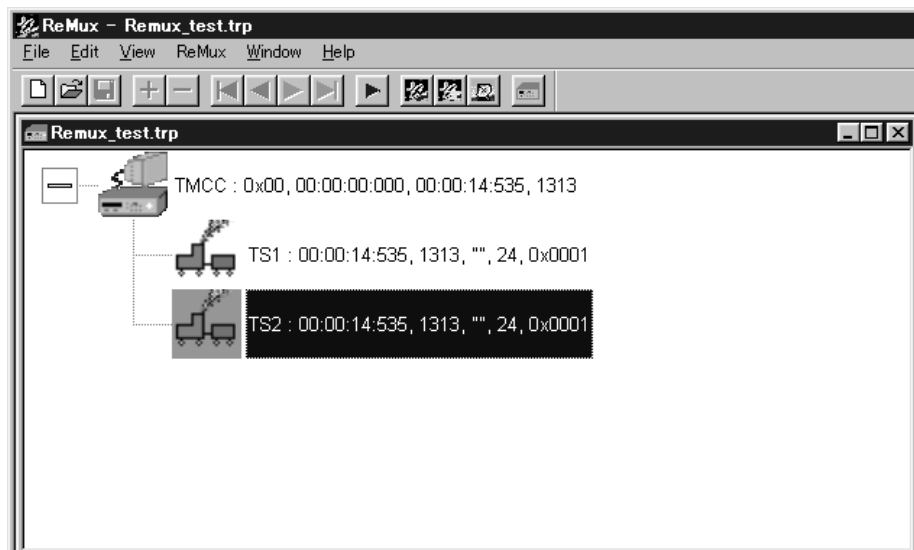 ReMux – Remux_test.trp
File Edit View ReMux Window Help
Remux_test.trp
TMCC : 0x00, 00:00:00:000, 00:00:14:535, 1313
TS1 : 00:00:14:535, 1313, "", 24, 0x0001
TS2 : 00:00:14:535, 1313, "", 24, 0x0001